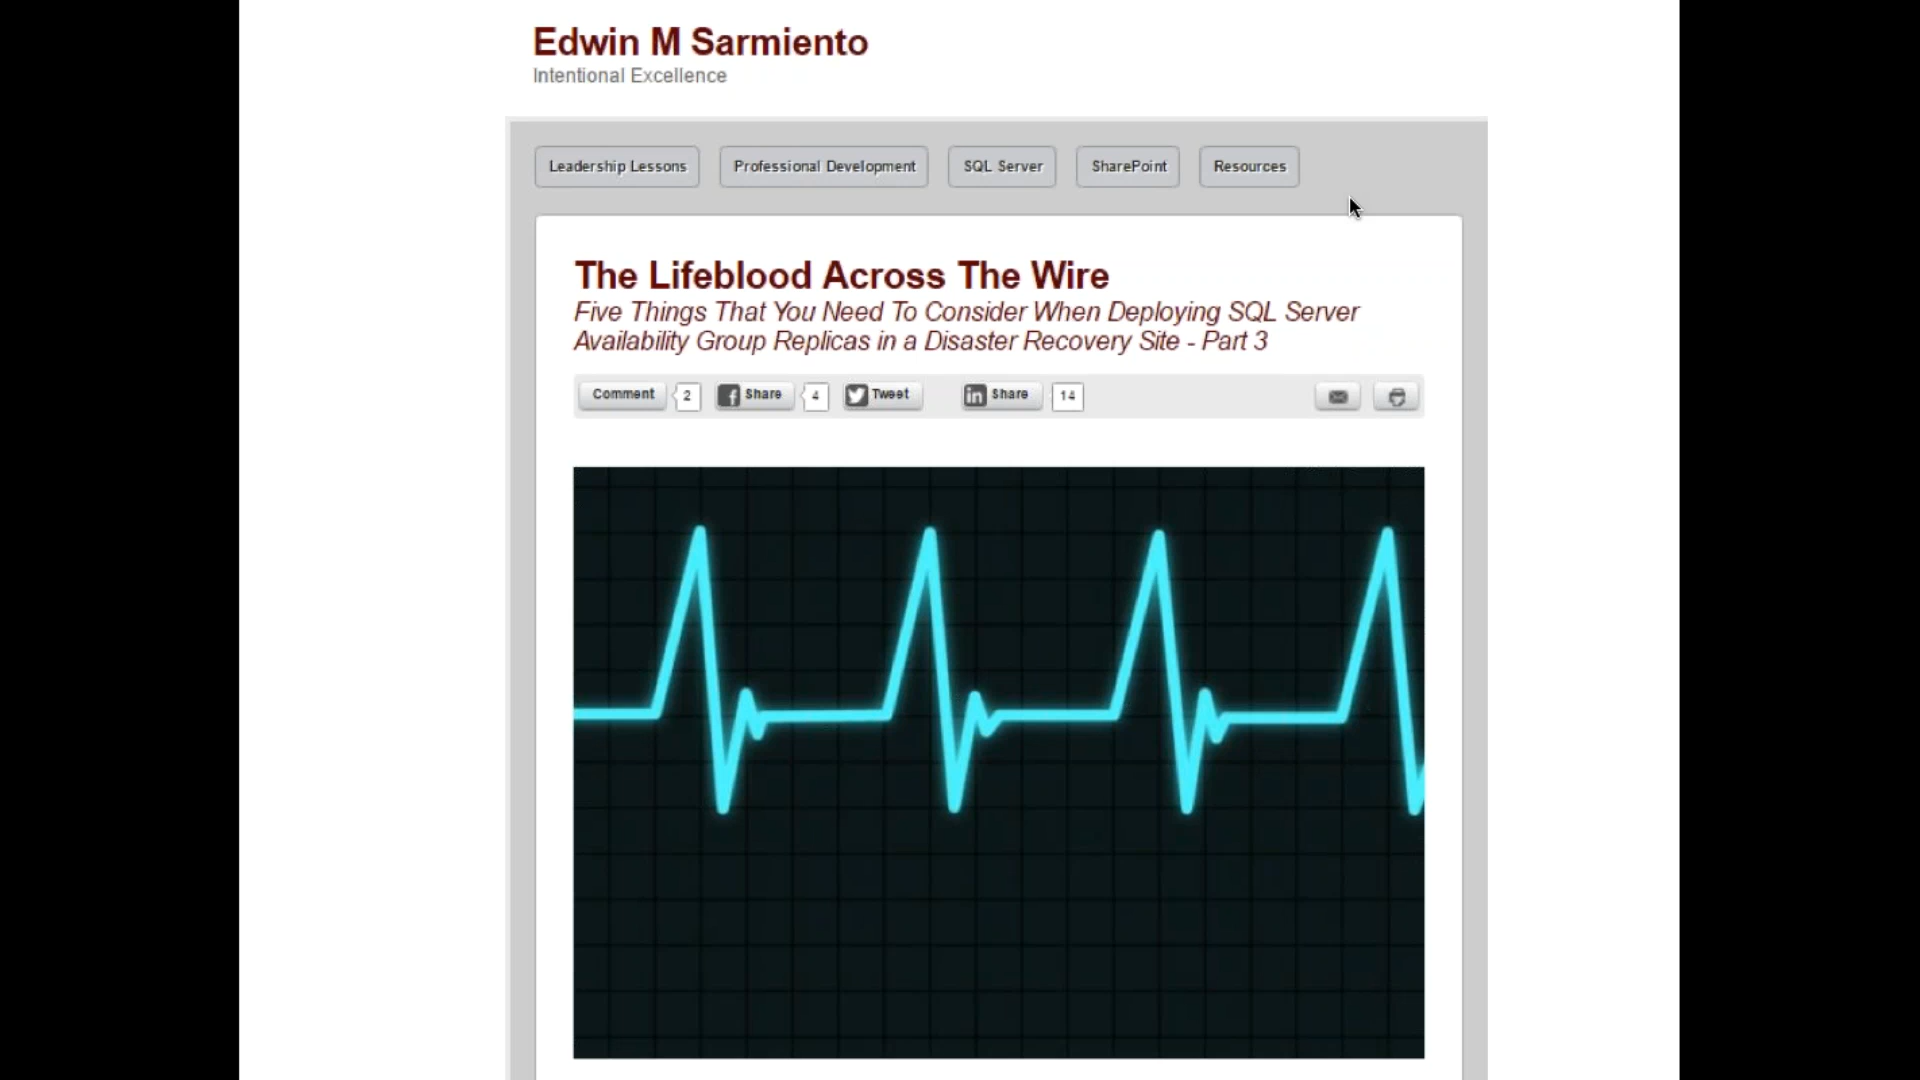 Edwin M Sarmiento
Intentional Excellence
Leadership Lessons Professional Development SQL Server SharePoint Resources
The Lifeblood Across The Wire
Five Things That You Need To Consider When Deploying SQL Server
Availability Group Replicas in a Disaster Recovery Site - Part 3
Comment 2 Share 4 Tweet Share 14